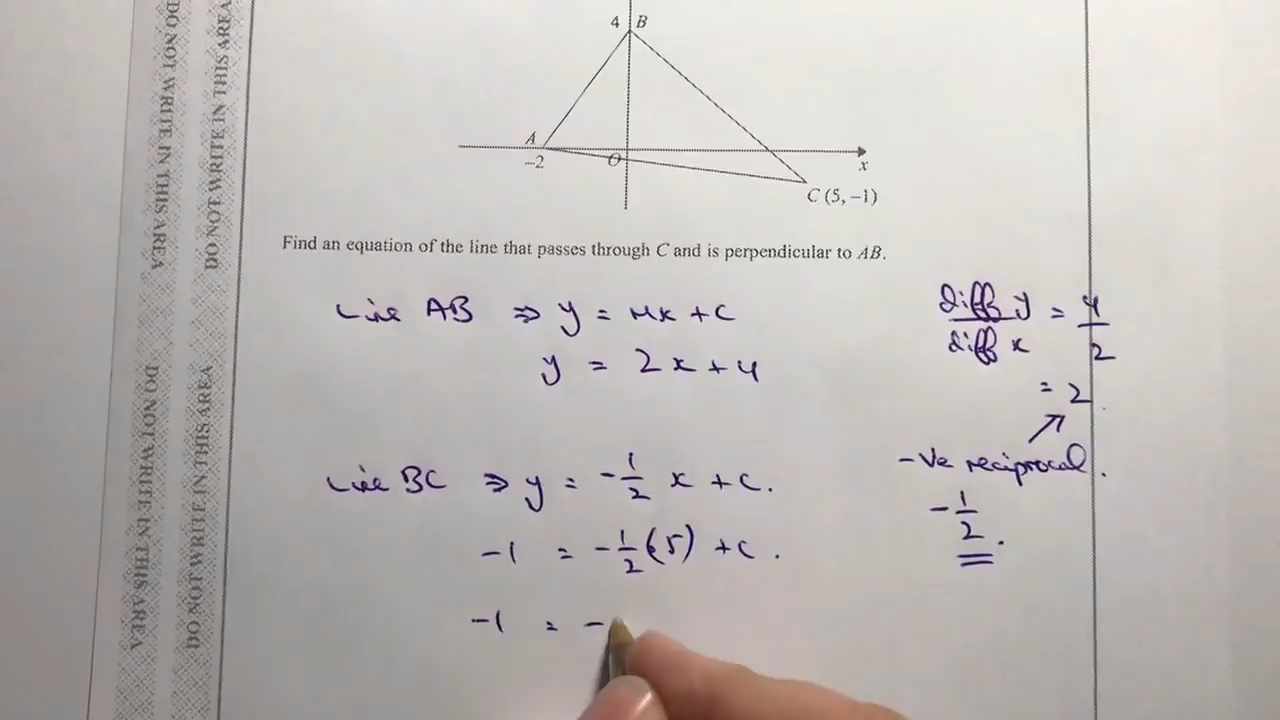 DO NOT WRITE IN THIS AREA
DO NOT WRITE IN THIS AREA
DO NOT WRITE IN THIS AREA
DO NOT WRITE IN THIS AREA
4 B
A
-2
O
x
C (5, -1)
Find an equation of the line that passes through C and is perpendicular to AB.
Line AB ⇒ y = mx + c
y = 2x + 4
diff y / diff x = 4/2
= 2
-ve reciprocal.
-1/2.
Line BC ⇒ y = -1/2 x + c.
-1 = -1/2(5) + c.
-1 = -